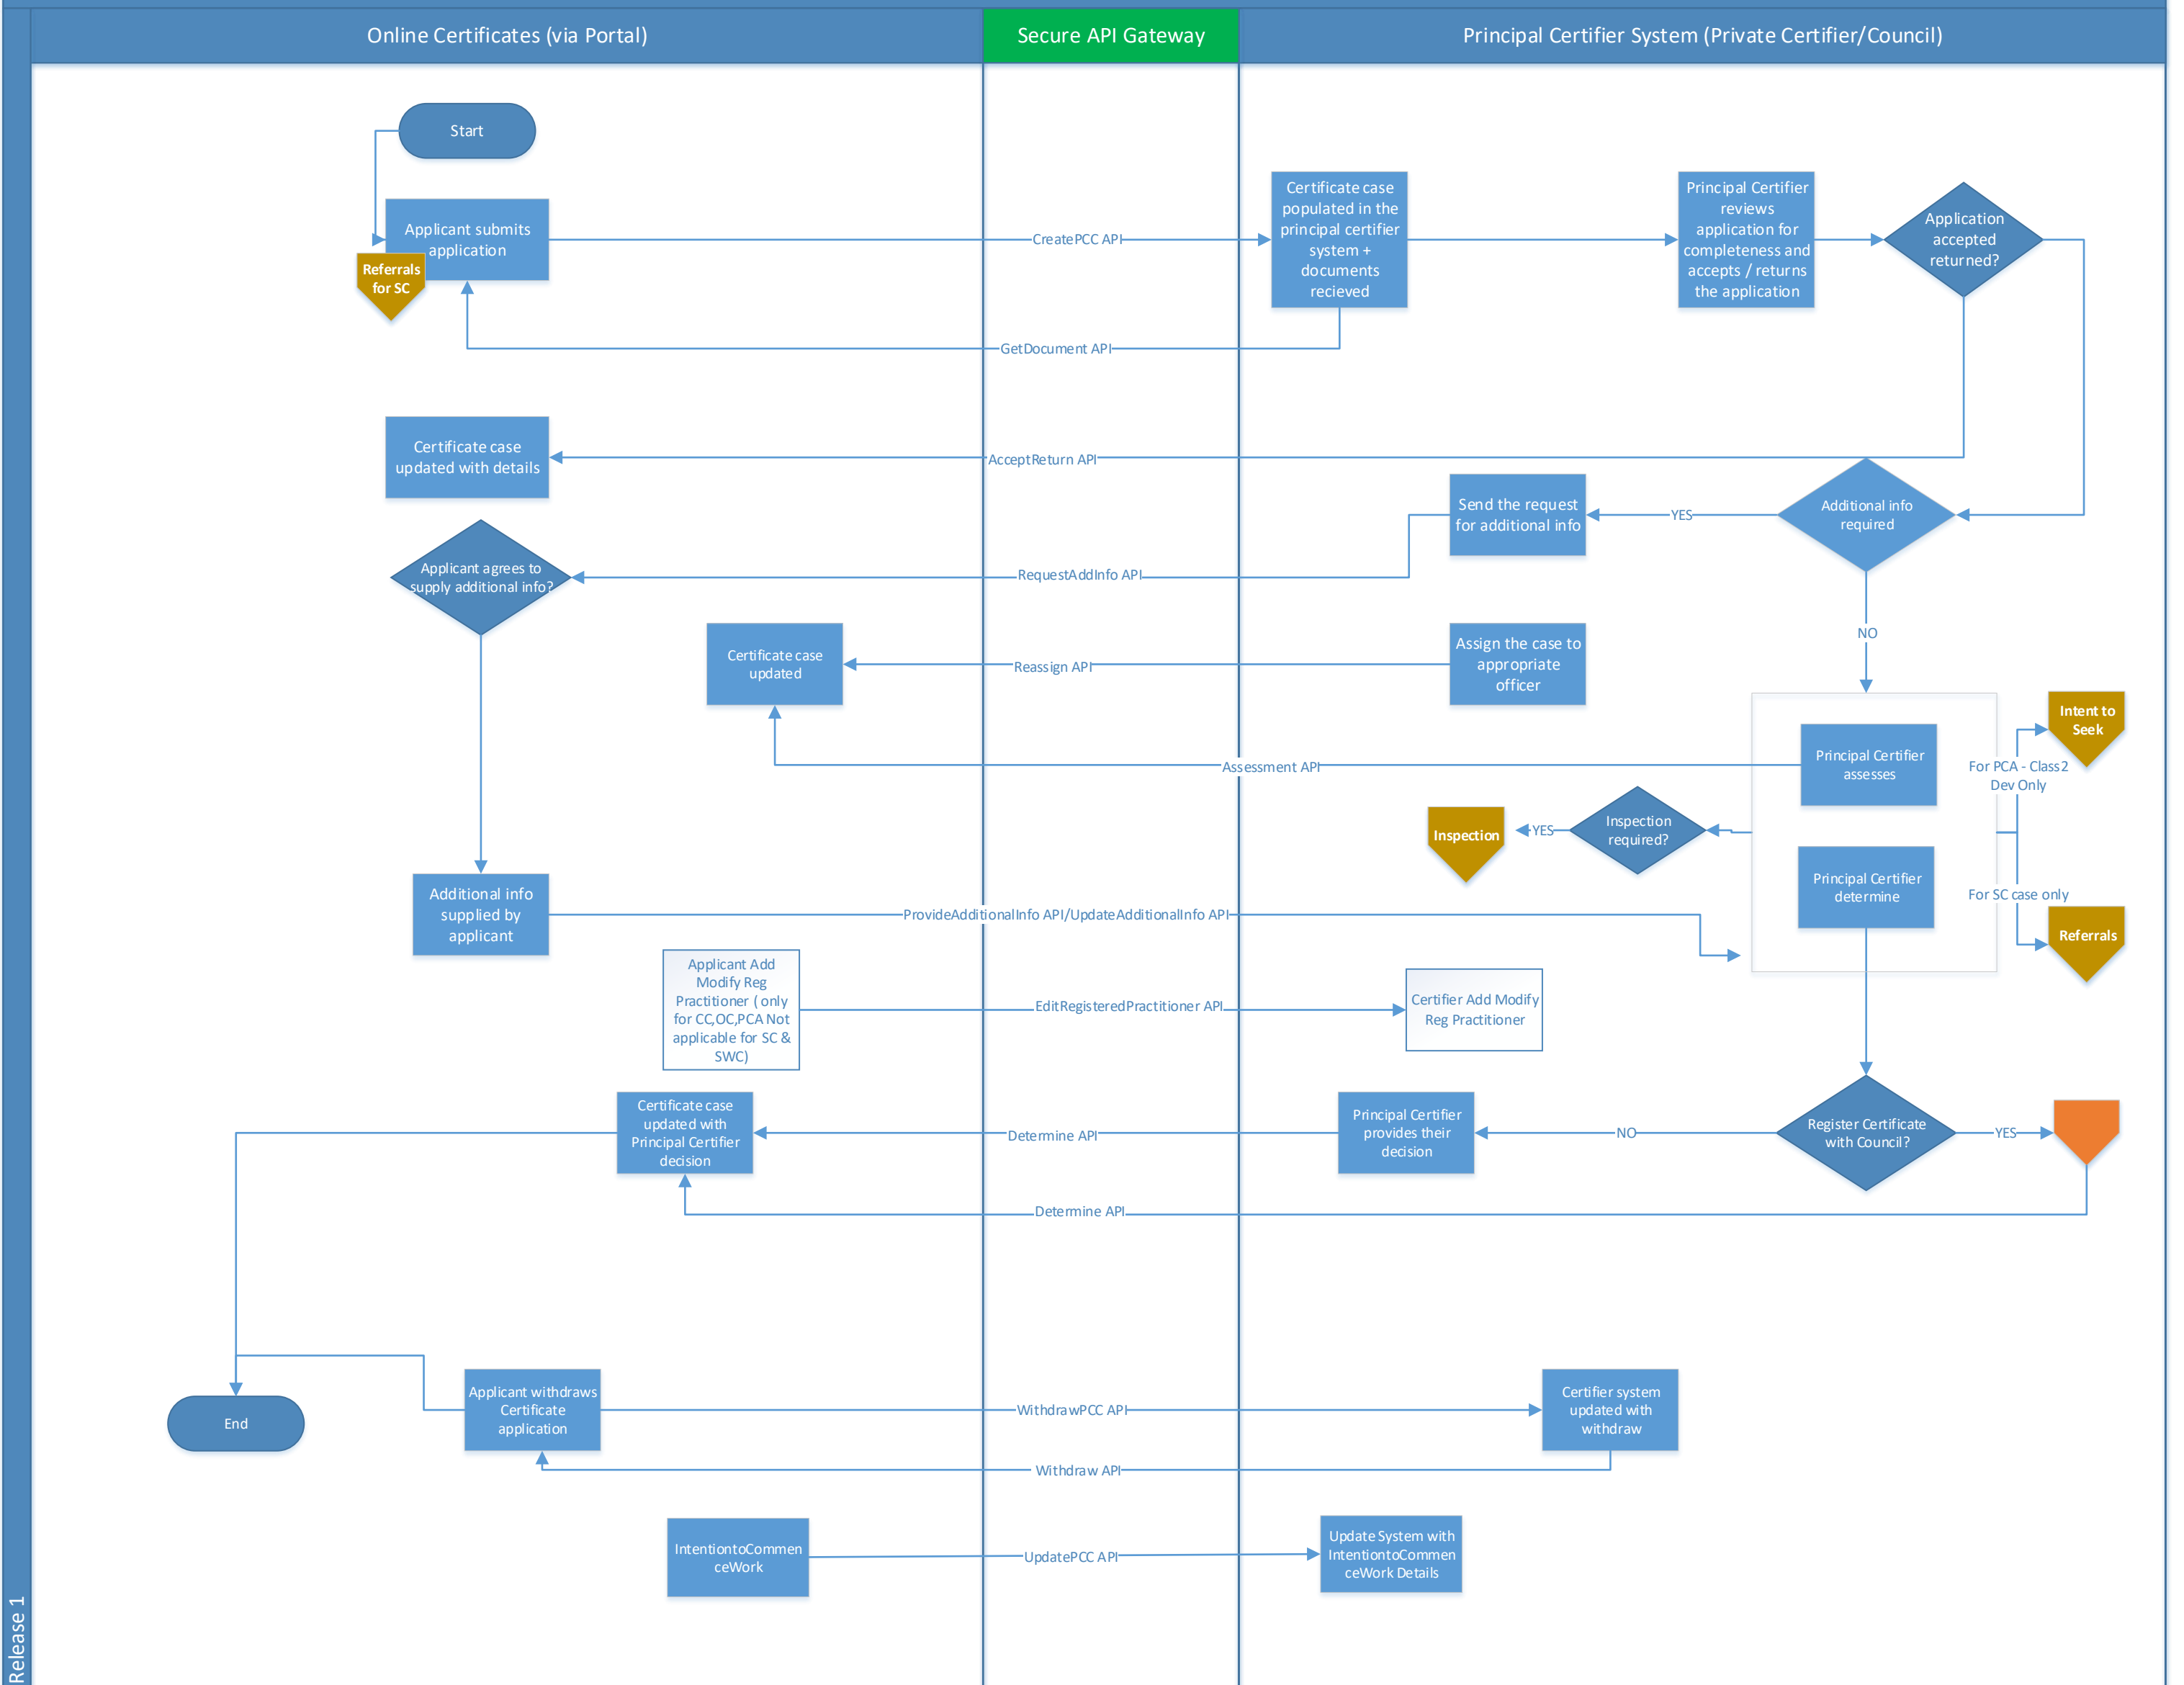 Online Certificates (via Portal)
Secure API Gateway
Principal Certifier System (Private Certifier/Council)
Release 1
Start
Applicant submits
application
Referrals
for SC
CreatePCC API
Certificate case
populated in the
principal certifier
system +
documents
recieved
Principal Certifier
reviews
application for
completeness and
accepts / returns
the application
Application
accepted
returned?
GetDocument API
Certificate case
updated with details
AcceptReturn API
Send the request
for additional info
YES
Additional info
required
Applicant agrees to
supply additional info?
RequestAddInfo API
NO
Certificate case
updated
Reassign API
Assign the case to
appropriate
officer
Intent to
Seek
Principal Certifier
assesses
Assessment API
For PCA - Class2
Dev Only
Inspection
YES
Inspection
required?
Principal Certifier
determine
For SC case only
Referrals
Additional info
supplied by
applicant
ProvideAdditionalInfo API/UpdateAdditionalInfo API
Applicant Add
Modify Reg
Practitioner ( only
for CC,OC,PCA Not
applicable for SC &
SWC)
EditRegisteredPractitioner API
Certifier Add Modify
Reg Practitioner
Certificate case
updated with
Principal Certifier
decision
Determine API
Principal Certifier
provides their
decision
NO
Register Certificate
with Council?
YES
Determine API
End
Applicant withdraws
Certificate
application
WithdrawPCC API
Certifier system
updated with
withdraw
Withdraw API
IntentiontoCommen
ceWork
UpdatePCC API
Update System with
IntentiontoCommen
ceWork Details